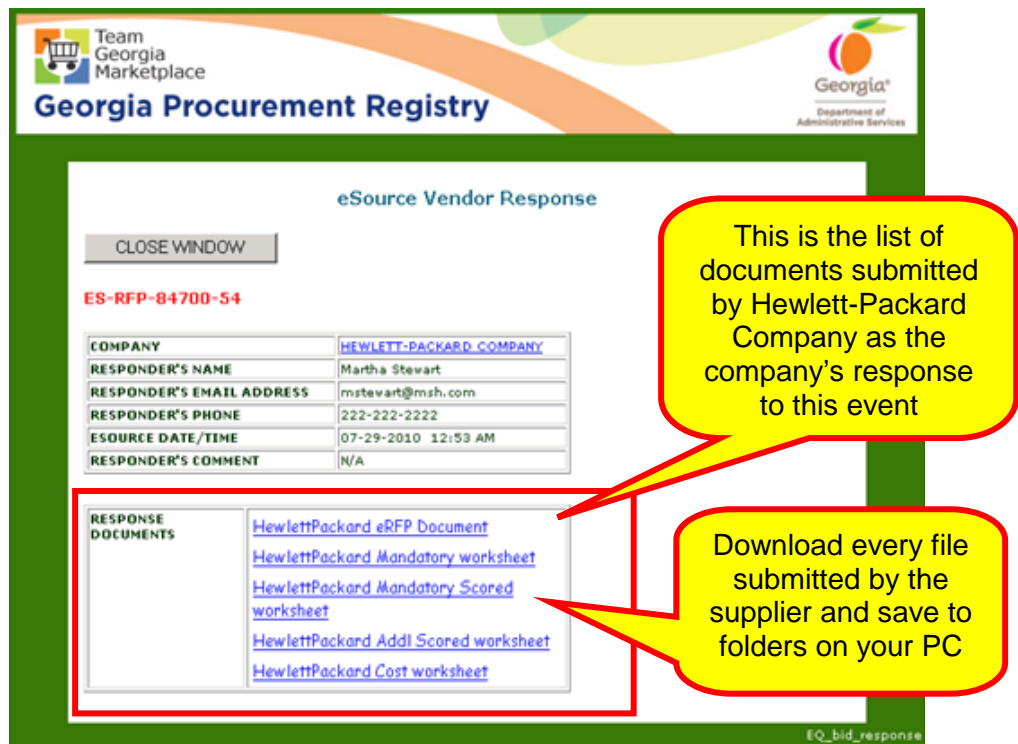 Team
Georgia
Marketplace
Georgia Procurement Registry
Georgia®
Department of
Administrative Services
eSource Vendor Response
CLOSE WINDOW
ES-RFP-84700-54
COMPANY HEWLETT-PACKARD COMPANY
RESPONDER'S NAME Martha Stewart
RESPONDER'S EMAIL ADDRESS mstewart@msh.com
RESPONDER'S PHONE 222-222-2222
ESOURCE DATE/TIME 07-29-2010 12:53 AM
RESPONDER'S COMMENT N/A
This is the list of
documents submitted
by Hewlett-Packard
Company as the
company's response
to this event
RESPONSE
DOCUMENTS
HewlettPackard eRFP Document
HewlettPackard Mandatory worksheet
HewlettPackard Mandatory Scored
worksheet
HewlettPackard Addl Scored worksheet
HewlettPackard Cost worksheet
Download every file
submitted by the
supplier and save to
folders on your PC
EQ_bid_response